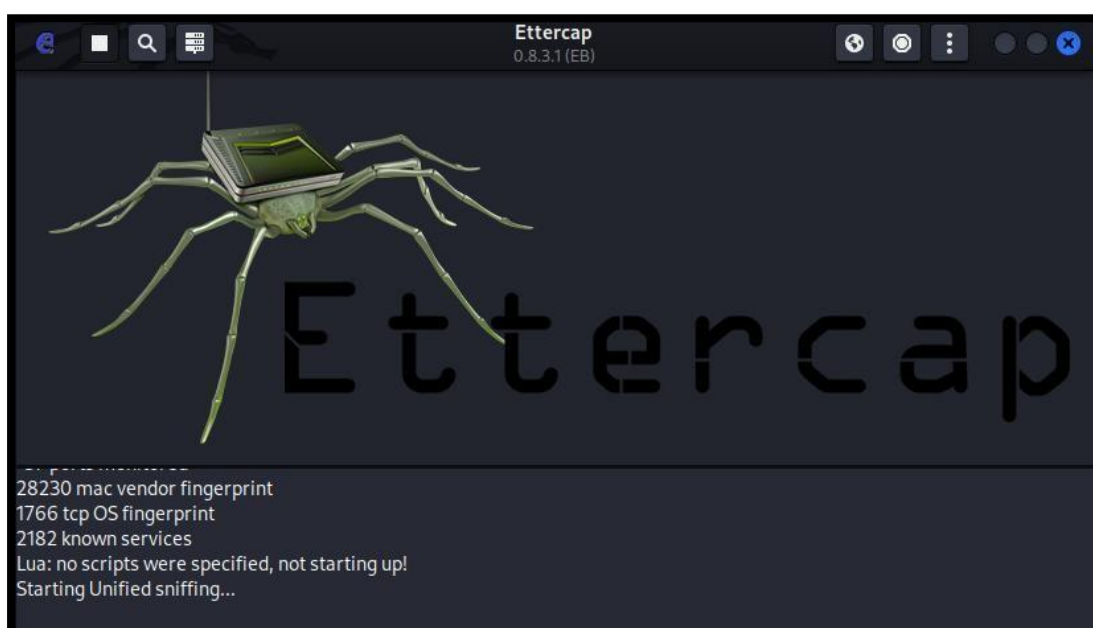 Ettercap
0.8.3.1 (EB)
Ettercap
28230 mac vendor fingerprint
1766 tcp OS fingerprint
2182 known services
Lua: no scripts were specified, not starting up!
Starting Unified sniffing...